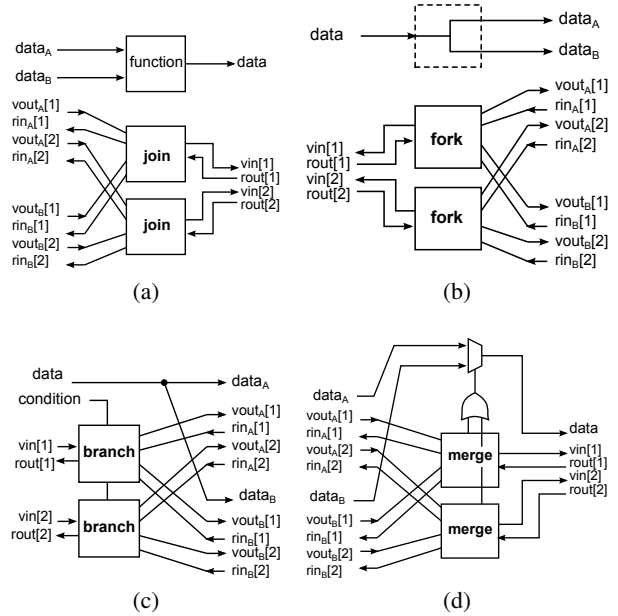 data_A
data_B
function
data
vout_A[1]
rin_A[1]
vout_A[2]
rin_A[2]
join
vin[1]
rout[1]
vin[2]
rout[2]
vout_B[1]
rin_B[1]
vout_B[2]
rin_B[2]
join
(a)
data
data_A
data_B
vout_A[1]
rin_A[1]
vout_A[2]
rin_A[2]
fork
vin[1]
rout[1]
vin[2]
rout[2]
fork
vout_B[1]
rin_B[1]
vout_B[2]
rin_B[2]
(b)
data
data_A
condition
vout_A[1]
rin_A[1]
vout_A[2]
rin_A[2]
vin[1]
rout[1]
branch
data_B
vin[2]
rout[2]
branch
vout_B[1]
rin_B[1]
vout_B[2]
rin_B[2]
(c)
data_A
vout_A[1]
rin_A[1]
vout_A[2]
rin_A[2]
data
merge
vin[1]
rout[1]
vin[2]
rout[2]
data_B
vout_B[1]
rin_B[1]
vout_B[2]
rin_B[2]
merge
(d)